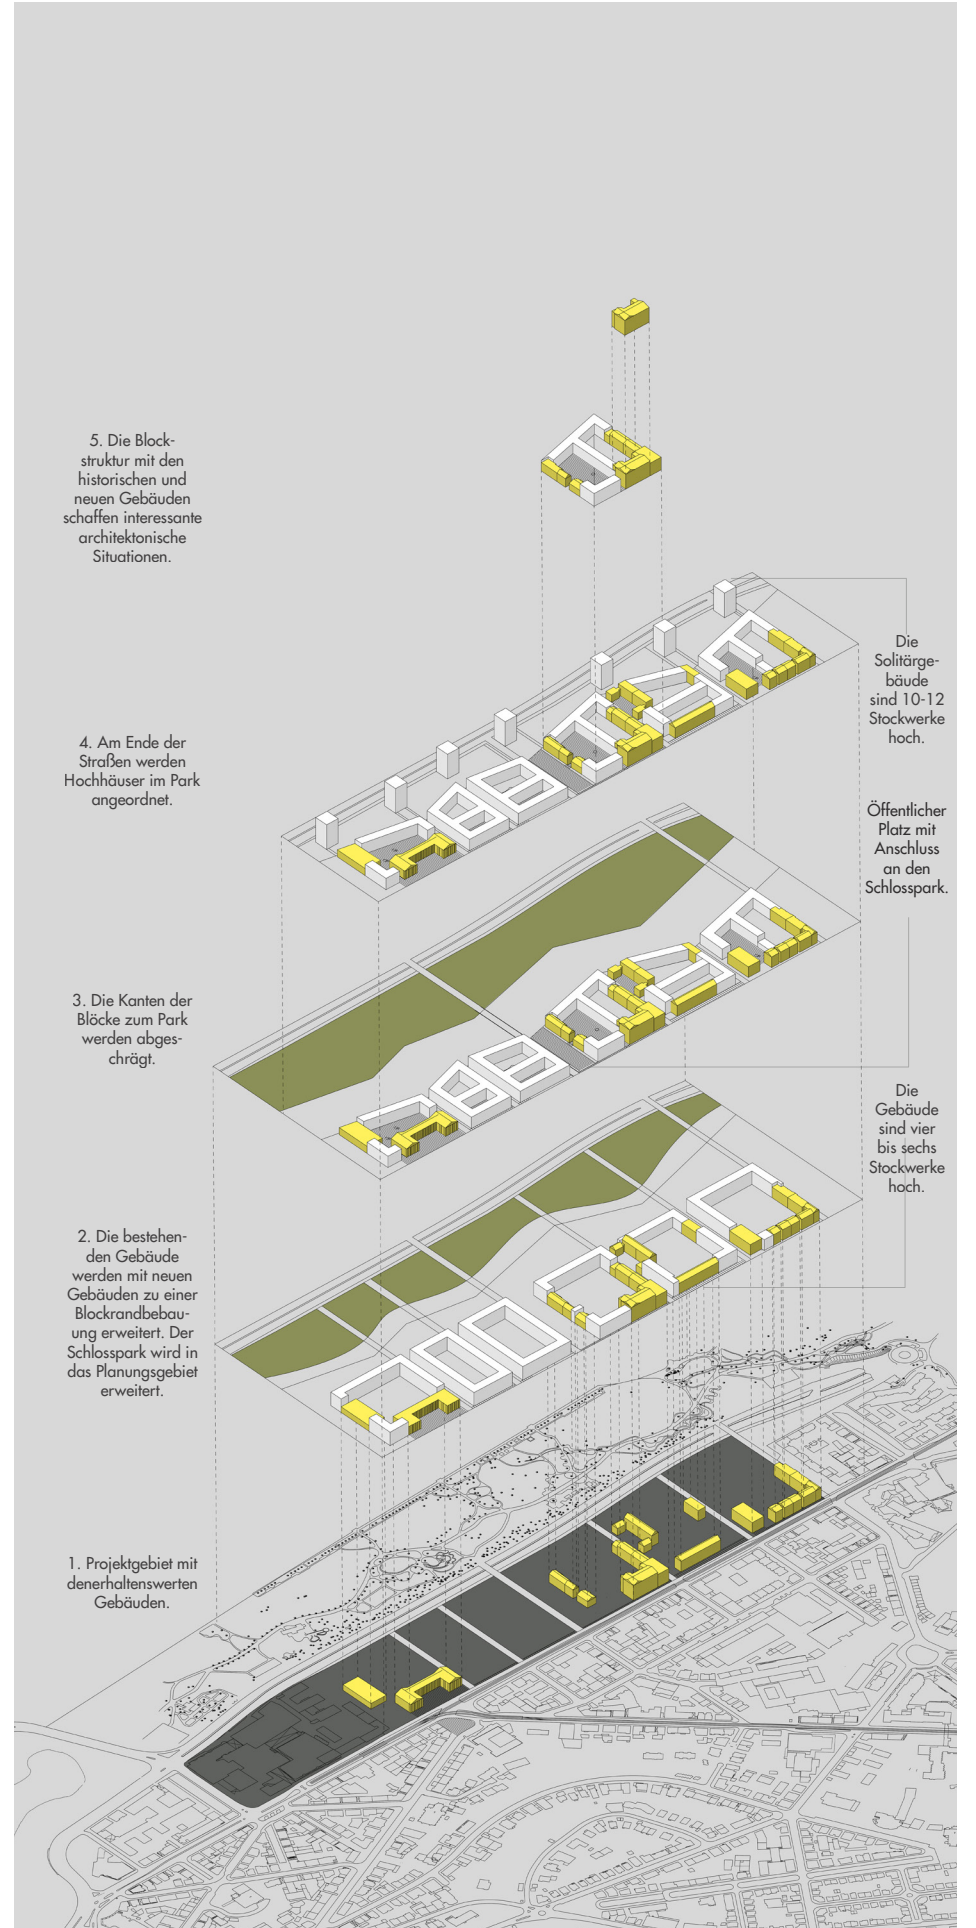 5. Die Block-
struktur mit den
historischen und
neuen Gebäuden
schaffen interessante
architektonische
Situationen.
Die
Solitärge-
bäude
sind 10-12
Stockwerke
hoch.
4. Am Ende der
Straßen werden
Hochhäuser im Park
angeordnet.
Öffentlicher
Platz mit
Anschluss
an den
Schlosspark.
3. Die Kanten der
Blöcke zum Park
werden abges-
chrägt.
Die
Gebäude
sind vier
bis sechs
Stockwerke
hoch.
2. Die bestehen-
den Gebäude
werden mit neuen
Gebäuden zu einer
Blockrandbebau-
ung erweitert. Der
Schlosspark wird in
das Planungsgebiet
erweitert.
1. Projektgebiet mit
denerhaltenswerten
Gebäuden.